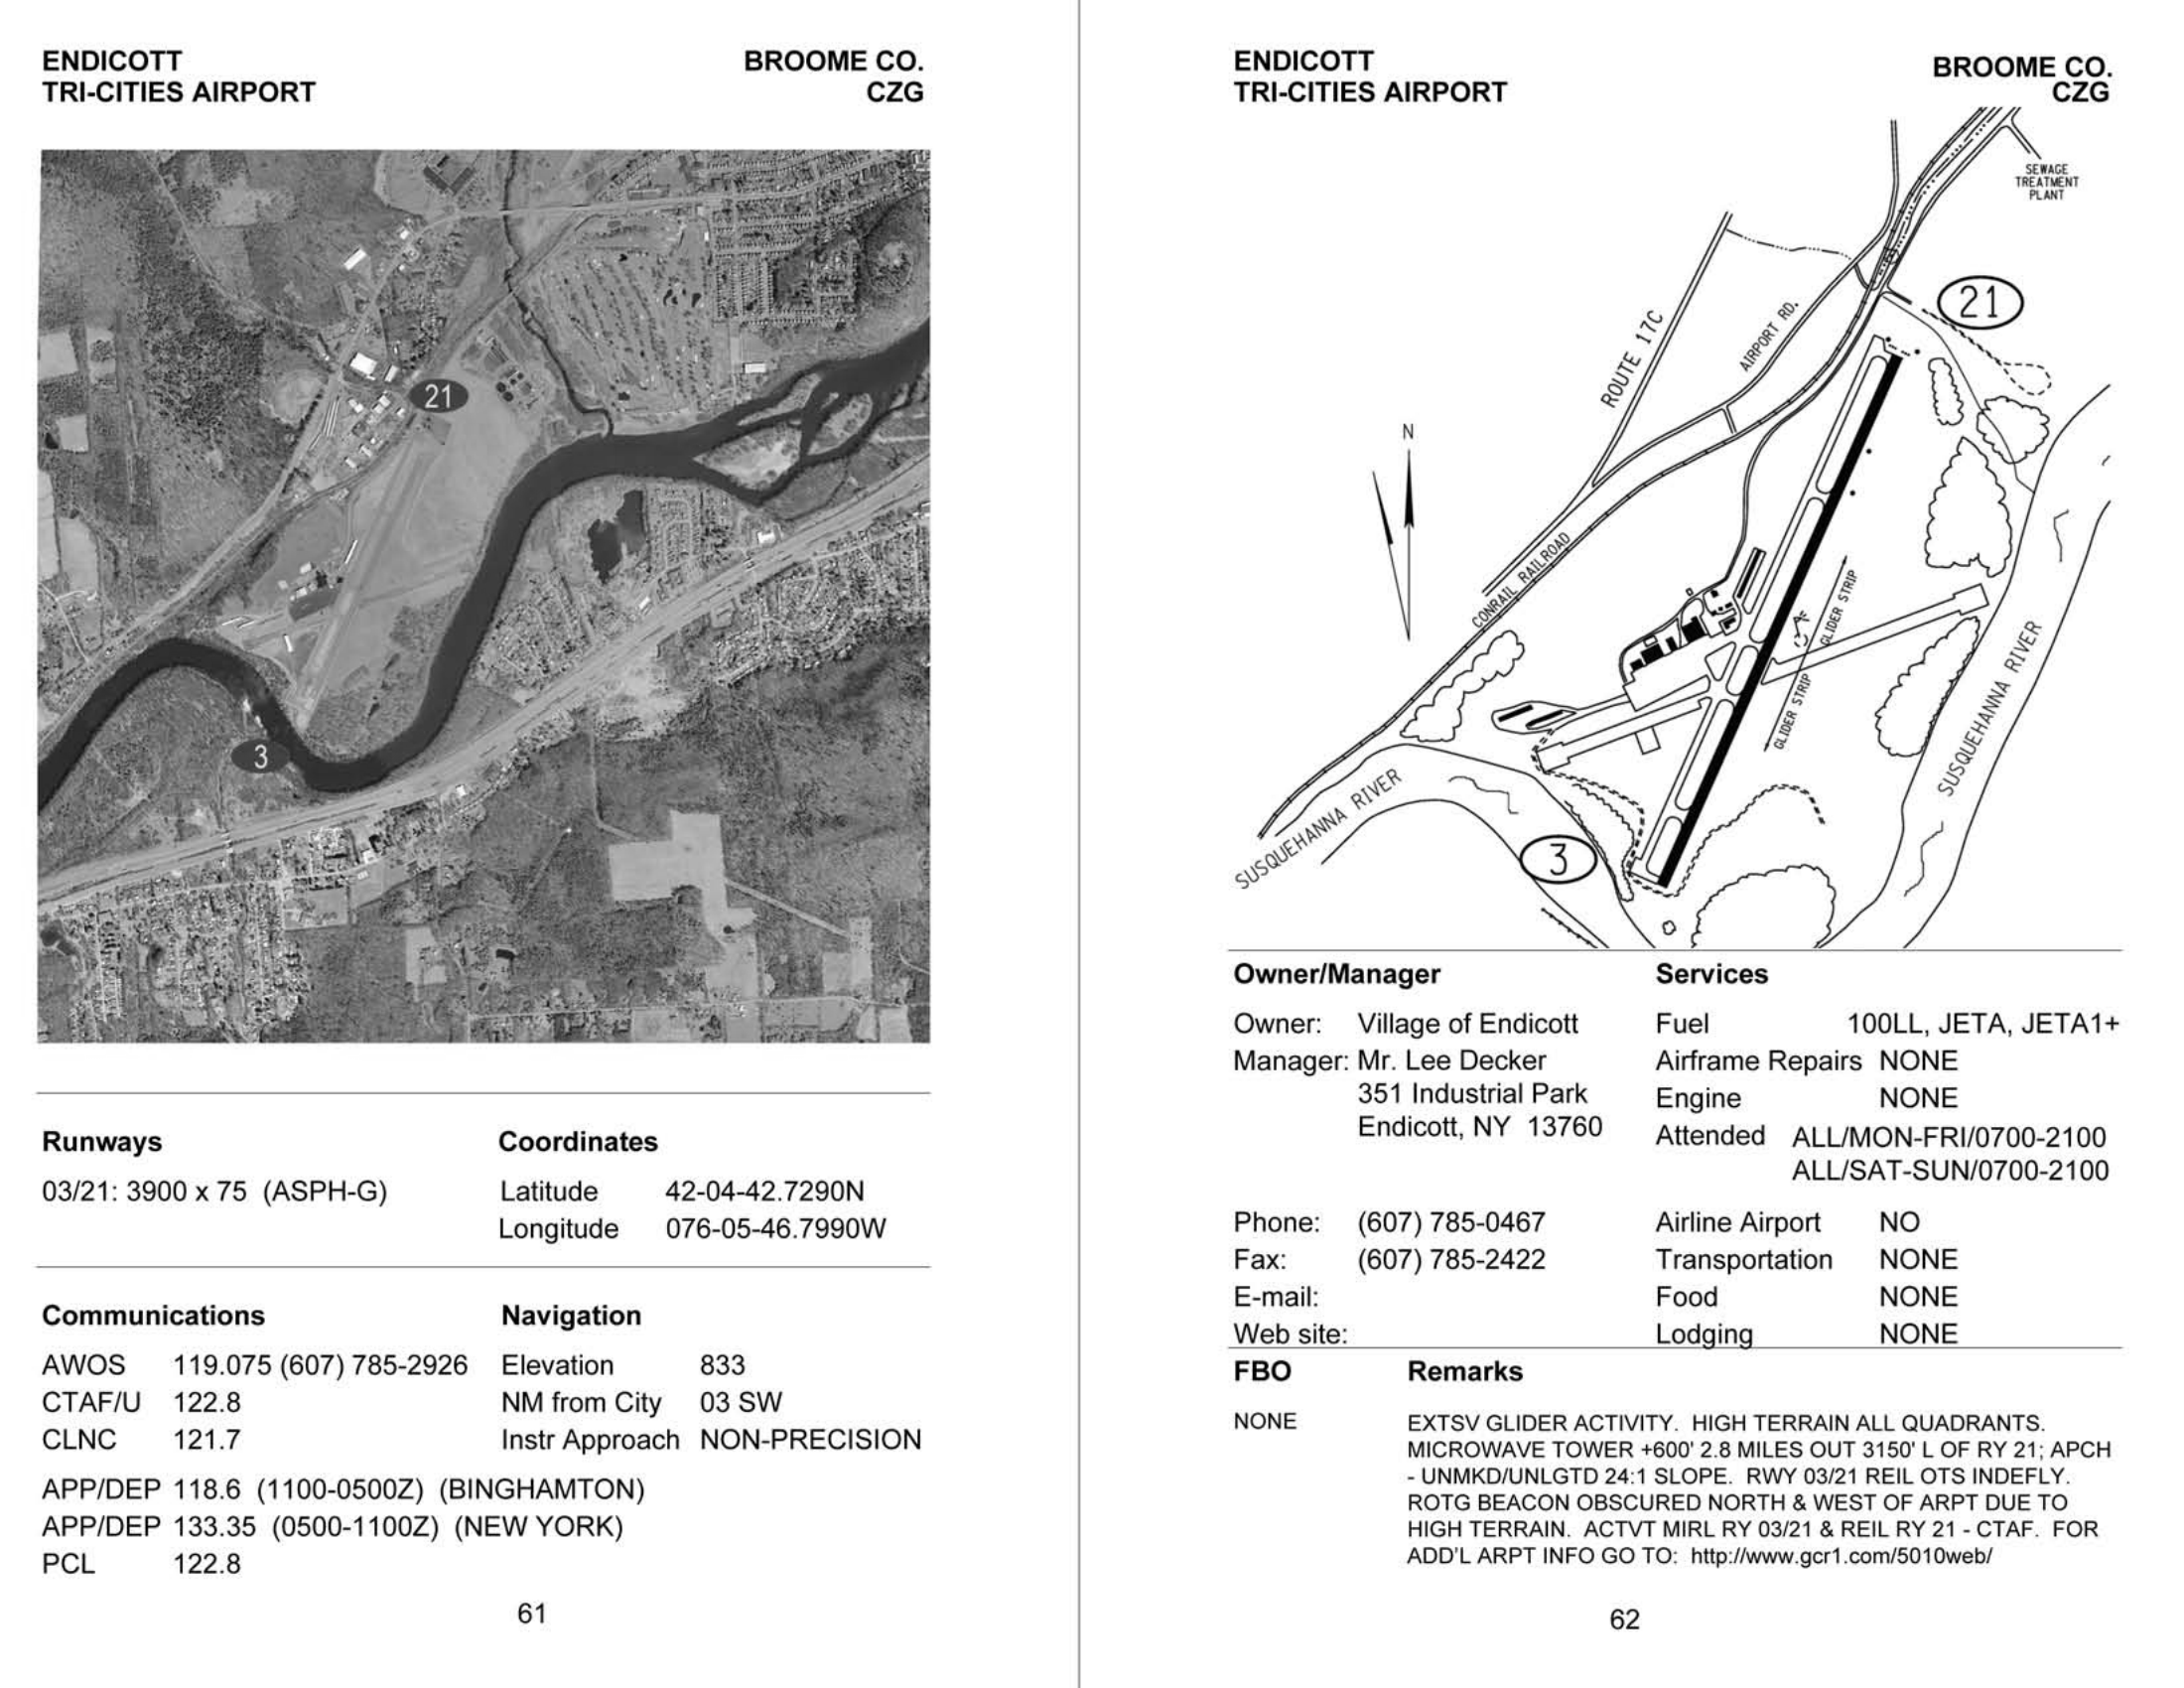 ENDICOTT
TRI-CITIES AIRPORT
BROOME CO.
CZG
21
3
Runways
03/21: 3900 x 75 (ASPH-G)
Coordinates
Latitude 42-04-42.7290N
Longitude 076-05-46.7990W
Communications
AWOS 119.075 (607) 785-2926
CTAF/U 122.8
CLNC 121.7
APP/DEP 118.6 (1100-0500Z) (BINGHAMTON)
APP/DEP 133.35 (0500-1100Z) (NEW YORK)
PCL 122.8
Navigation
Elevation 833
NM from City 03 SW
Instr Approach NON-PRECISION
61
ENDICOTT
TRI-CITIES AIRPORT
BROOME CO.
CZG
SEWAGE
TREATMENT
PLANT
21
ROUTE 17C
AIRPORT RD.
N
CONRAIL RAILROAD
GLIDER STRIP
GLIDER STRIP
SUSQUEHANNA RIVER
SUSQUEHANNA RIVER
3
Owner/Manager
Owner: Village of Endicott
Manager: Mr. Lee Decker
351 Industrial Park
Endicott, NY 13760
Phone: (607) 785-0467
Fax: (607) 785-2422
E-mail:
Web site:
Services
Fuel 100LL, JETA, JETA1+
Airframe Repairs NONE
Engine NONE
Attended ALL/MON-FRI/0700-2100
ALL/SAT-SUN/0700-2100
Airline Airport NO
Transportation NONE
Food NONE
Lodging NONE
FBO
NONE
Remarks
EXTSV GLIDER ACTIVITY. HIGH TERRAIN ALL QUADRANTS.
MICROWAVE TOWER +600' 2.8 MILES OUT 3150' L OF RY 21; APCH
- UNMKD/UNLGTD 24:1 SLOPE. RWY 03/21 REIL OTS INDEFLY.
ROTG BEACON OBSCURED NORTH & WEST OF ARPT DUE TO
HIGH TERRAIN. ACTVT MIRL RY 03/21 & REIL RY 21 - CTAF. FOR
ADD'L ARPT INFO GO TO: http://www.gcr1.com/5010web/
62